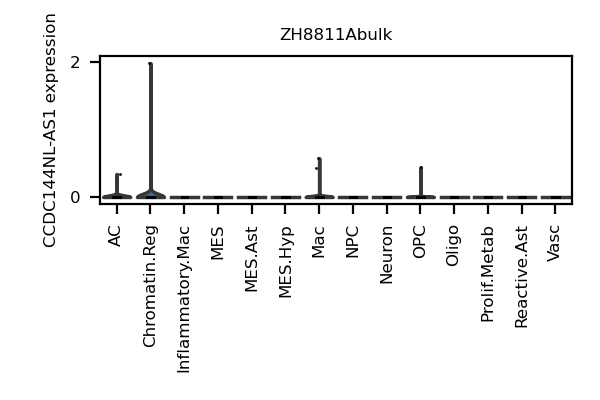 ZH8811Abulk
CCDC144NL-AS1 expression
2
0
AC
Chromatin.Reg
Inflammatory.Mac
MES
MES.Ast
MES.Hyp
Mac
NPC
Neuron
OPC
Oligo
Prolif.Metab
Reactive.Ast
Vasc